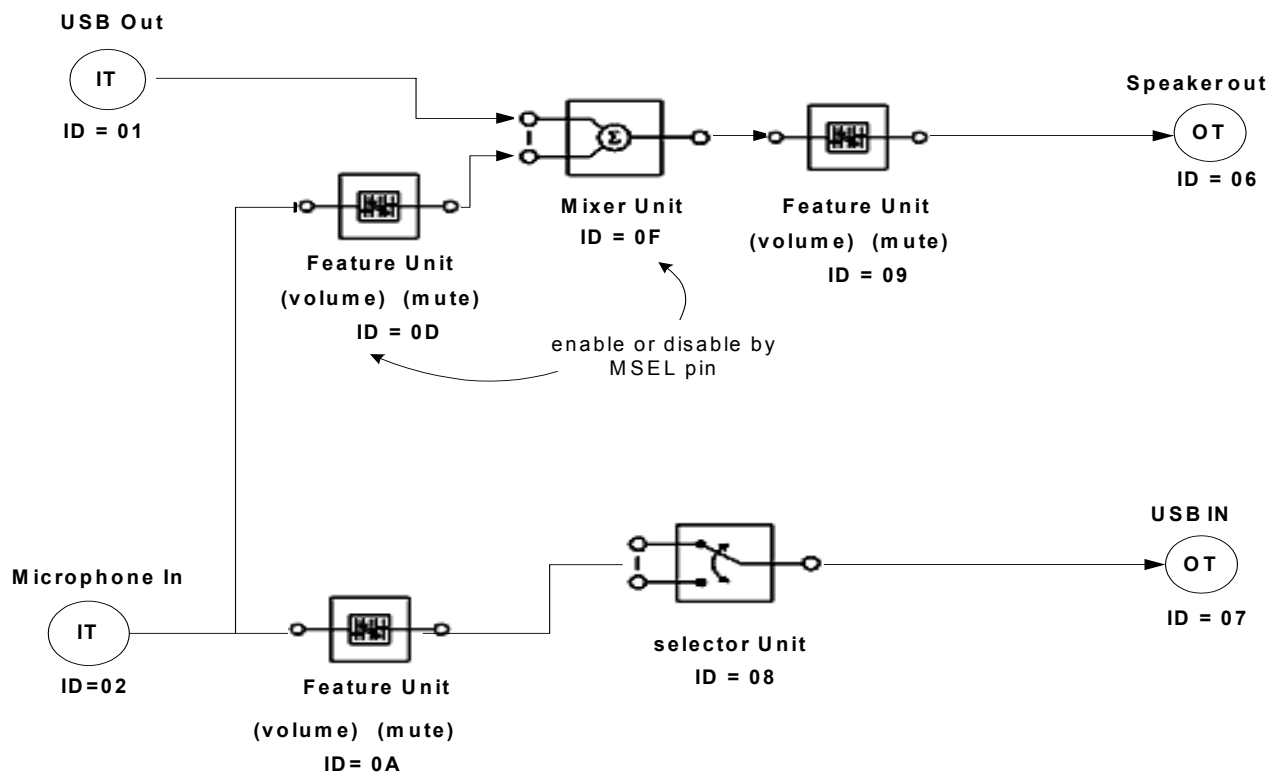 USB Out
IT
ID = 01
Speakerout
OT
ID = 06
Σ
Mixer Unit
ID = 0F
Feature Unit
(volume) (mute)
ID = 09
Feature Unit
(volume) (mute)
ID = 0D
enable or disable by
MSEL pin
USB IN
OT
ID = 07
Microphone In
IT
ID=02
selector Unit
ID = 08
Feature Unit
(volume) (mute)
ID= 0A